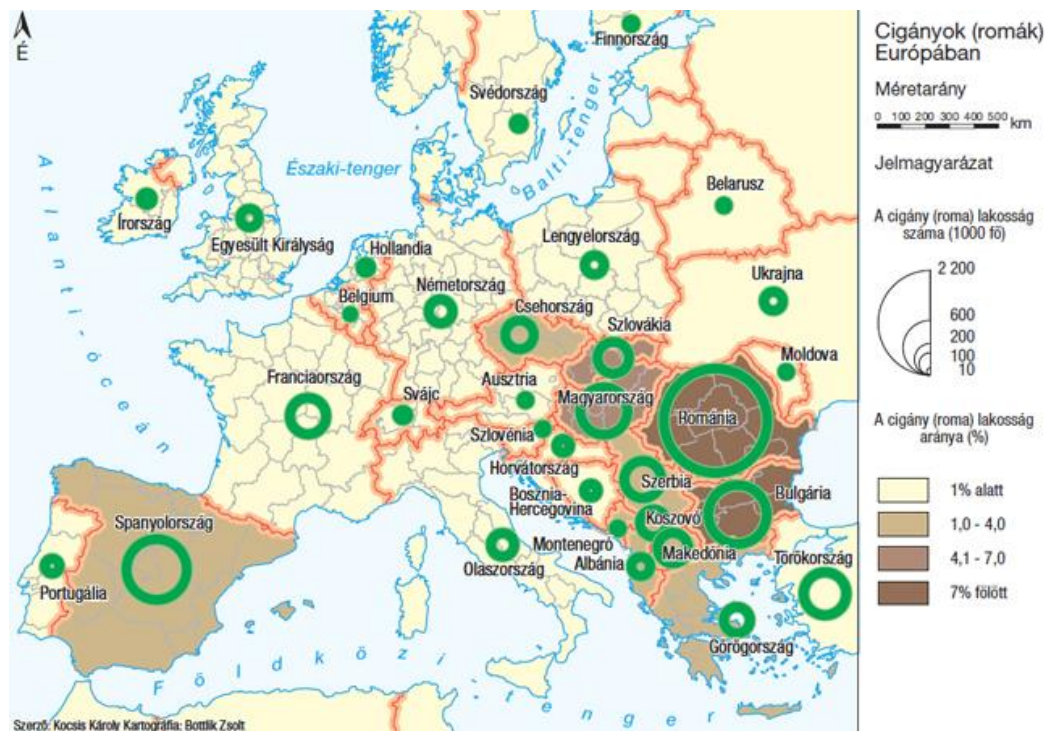 É
Finnország
Svédország
Északi-tenger
Balti-tenger
Belarusz
Írország
Egyesült Királyság
Hollandia
Lengyelország
Németország
Belgium
Ukrajna
Csehország
Szlovákia
Moldova
Franciaország
Svájc
Ausztria
Magyarország
Románia
Szlovénia
Horvátország
Bosznia-
Hercegovina
Szerbia
Bulgária
Koszovó
Spanyolország
Montenegró
Makedónia
Albánia
Törökország
Olaszország
Portugália
Görögország
Atlanti-óceán
Földközi-tenger
Szerző: Kocsis Károly Kartográfia: Bottlik Zsolt
Cigányok (romák)
Európában
Méretarány
0 100 200 300 400 500 km
Jelmagyarázat
A cigány (roma) lakosság
száma (1000 fő)
2 200
600
200
100
10
A cigány (roma) lakosság
aránya (%)
1% alatt
1,0 - 4,0
4,1 - 7,0
7% fölött